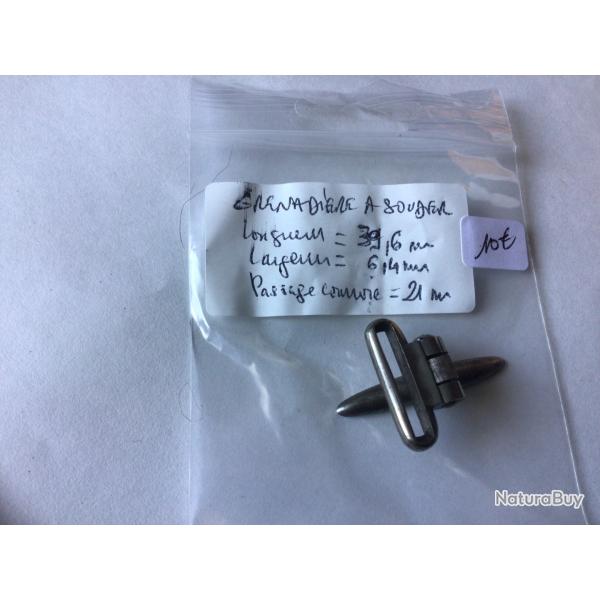 GRENADIÈRE A SOUDER
longueur = 39,6 mm
Largeur = 6,4 mm
Passage courroie = 21 mm
10€
NaturaBuy